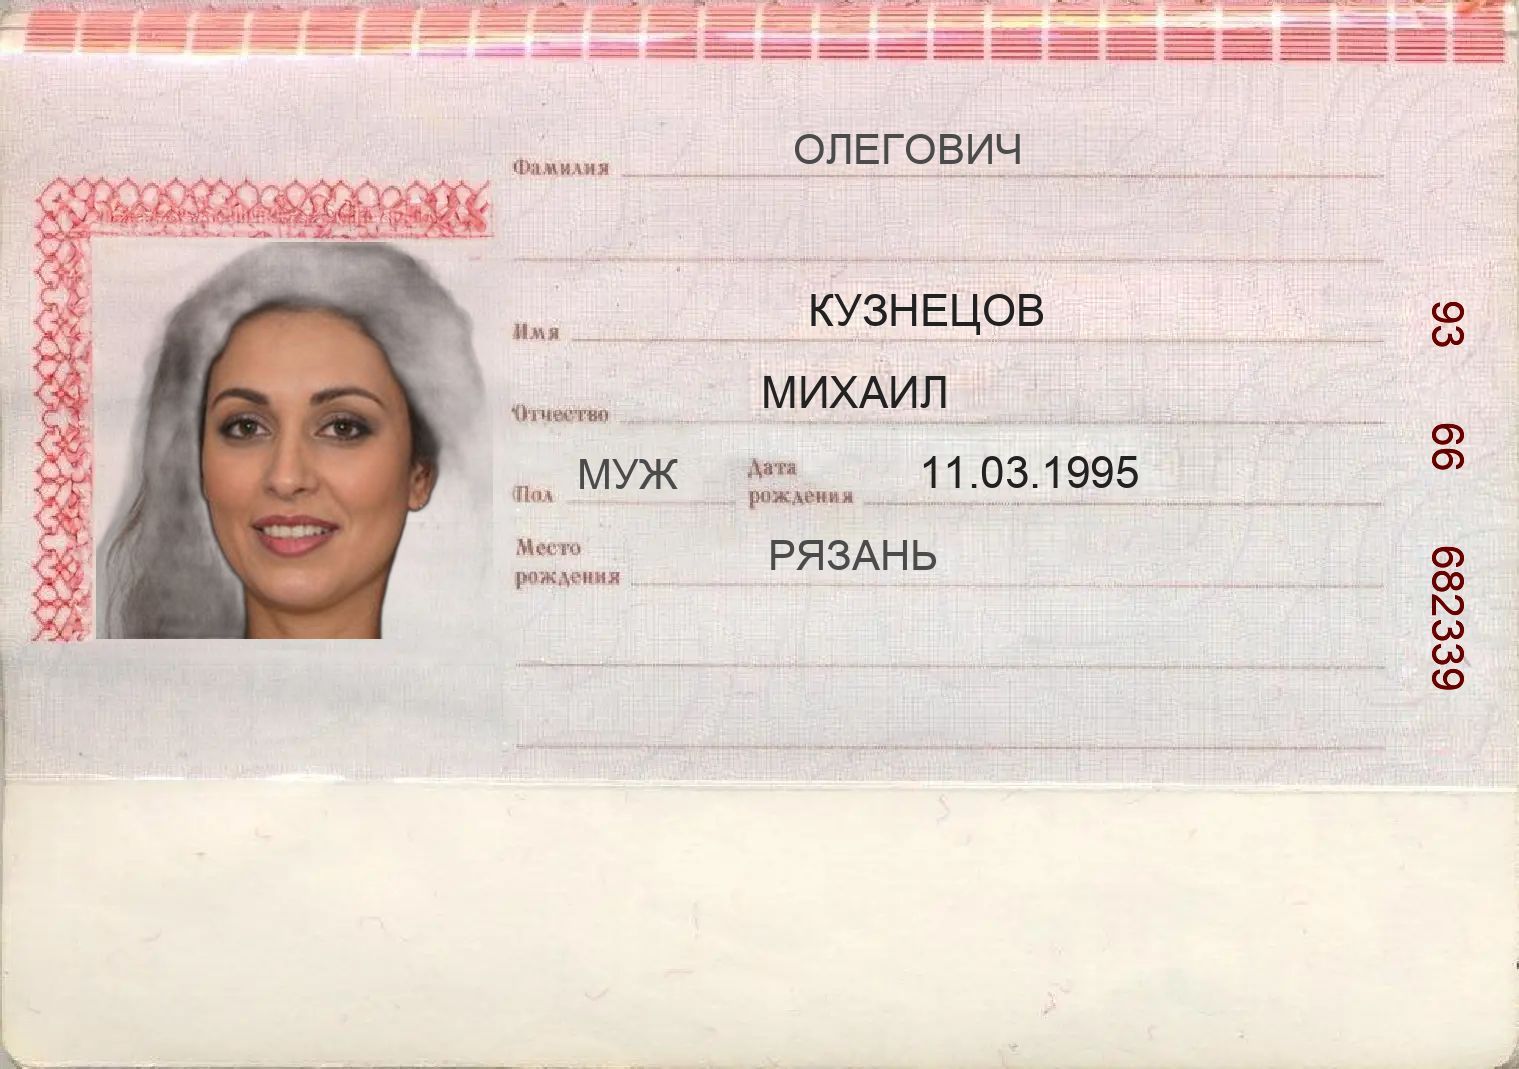 Фамилия ОЛЕГОВИЧ
Имя КУЗНЕЦОВ
Отчество МИХАИЛ
Пол МУЖ Дата рождения 11.03.1995
Место рождения РЯЗАНЬ
93 66 682339